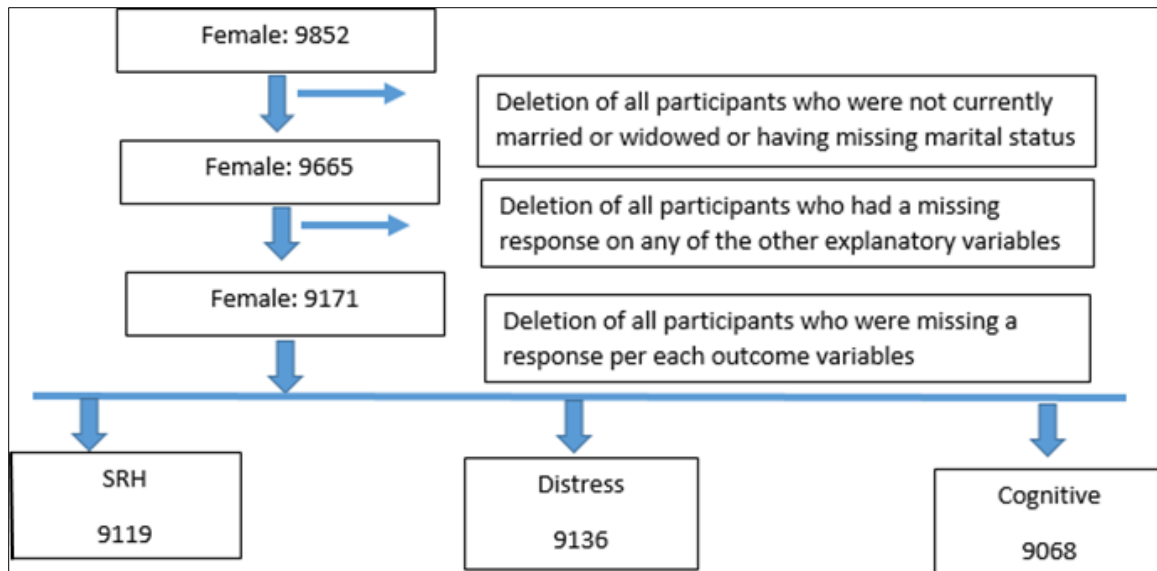 Female: 9852
Deletion of all participants who were not currently
married or widowed or having missing marital status
Female: 9665
Deletion of all participants who had a missing
response on any of the other explanatory variables
Female: 9171
Deletion of all participants who were missing a
response per each outcome variables
SRH
9119
Distress
9136
Cognitive
9068